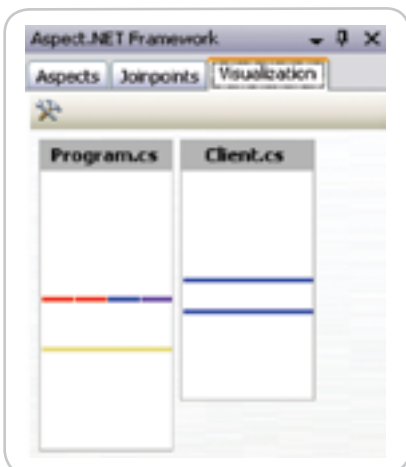 Aspect.NET Framework
Aspects Joinpoints Visualization
Program.cs Client.cs